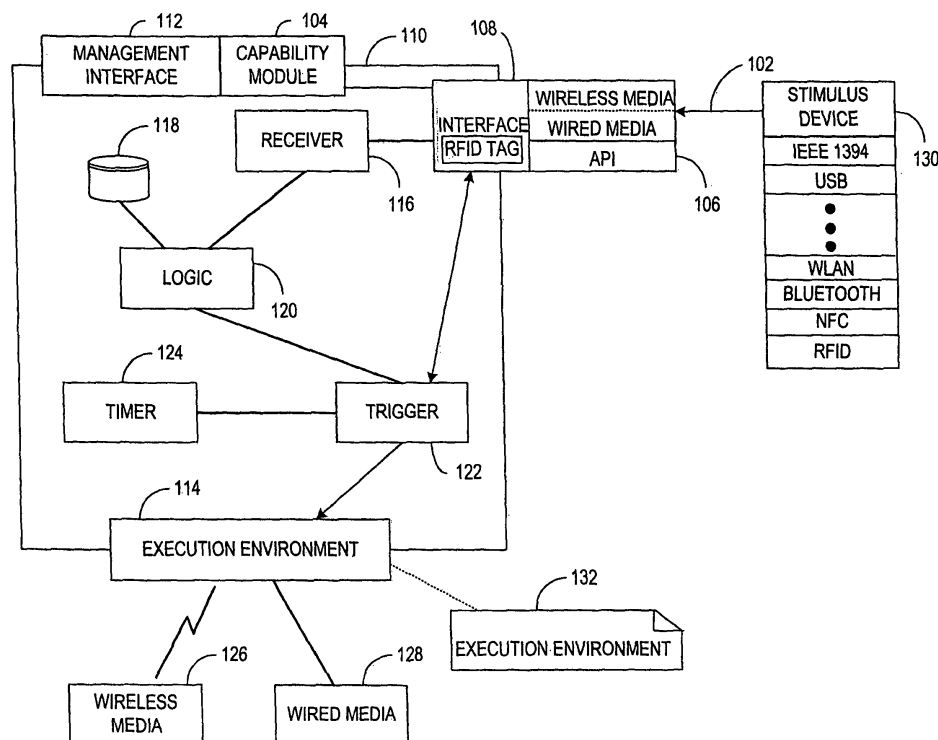 112
104
110
108
MANAGEMENT
INTERFACE
CAPABILITY
MODULE
102
WIRELESS MEDIA
INTERFACE
WIRED MEDIA
RFID TAG
API
STIMULUS
DEVICE
130
IEEE 1394
USB
WLAN
BLUETOOTH
NFC
RFID
118
RECEIVER
116
106
LOGIC
120
124
TIMER
TRIGGER
122
114
EXECUTION ENVIRONMENT
132
EXECUTION ENVIRONMENT
126
128
WIRELESS
MEDIA
WIRED MEDIA